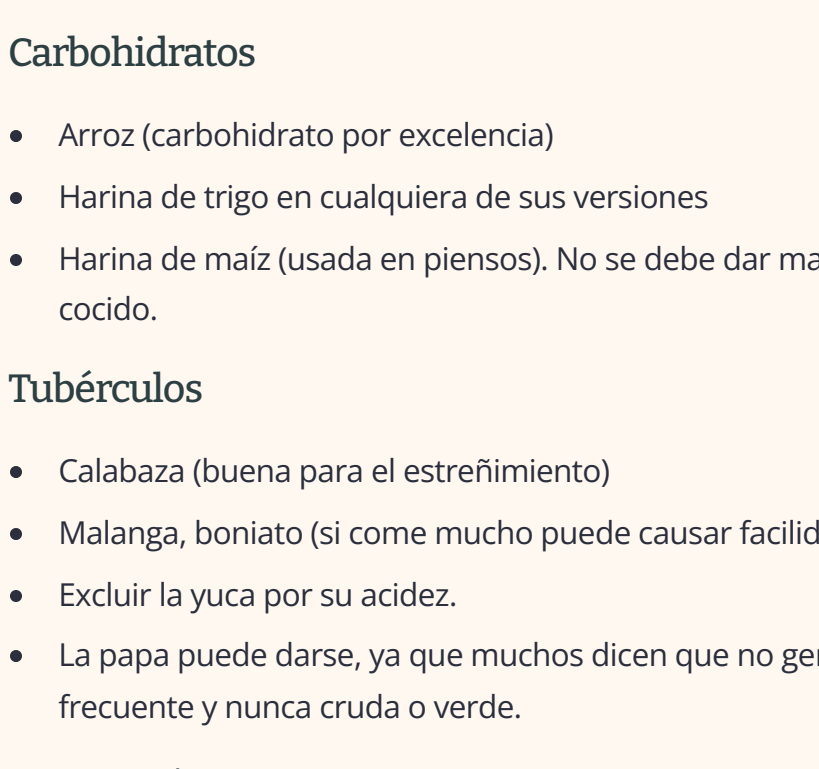 Carbohidratos
• Arroz (carbohidrato por excelencia)
• Harina de trigo en cualquiera de sus versiones
• Harina de maíz (usada en piensos). No se debe dar
cocido.
Tubérculos
• Calabaza (buena para el estreñimiento)
• Malanga, boniato (si come mucho puede causar
• Excluir la yuca por su acidez.
• La papa puede darse, ya que muchos dicen que no
frecuente y nunca cruda o verde.